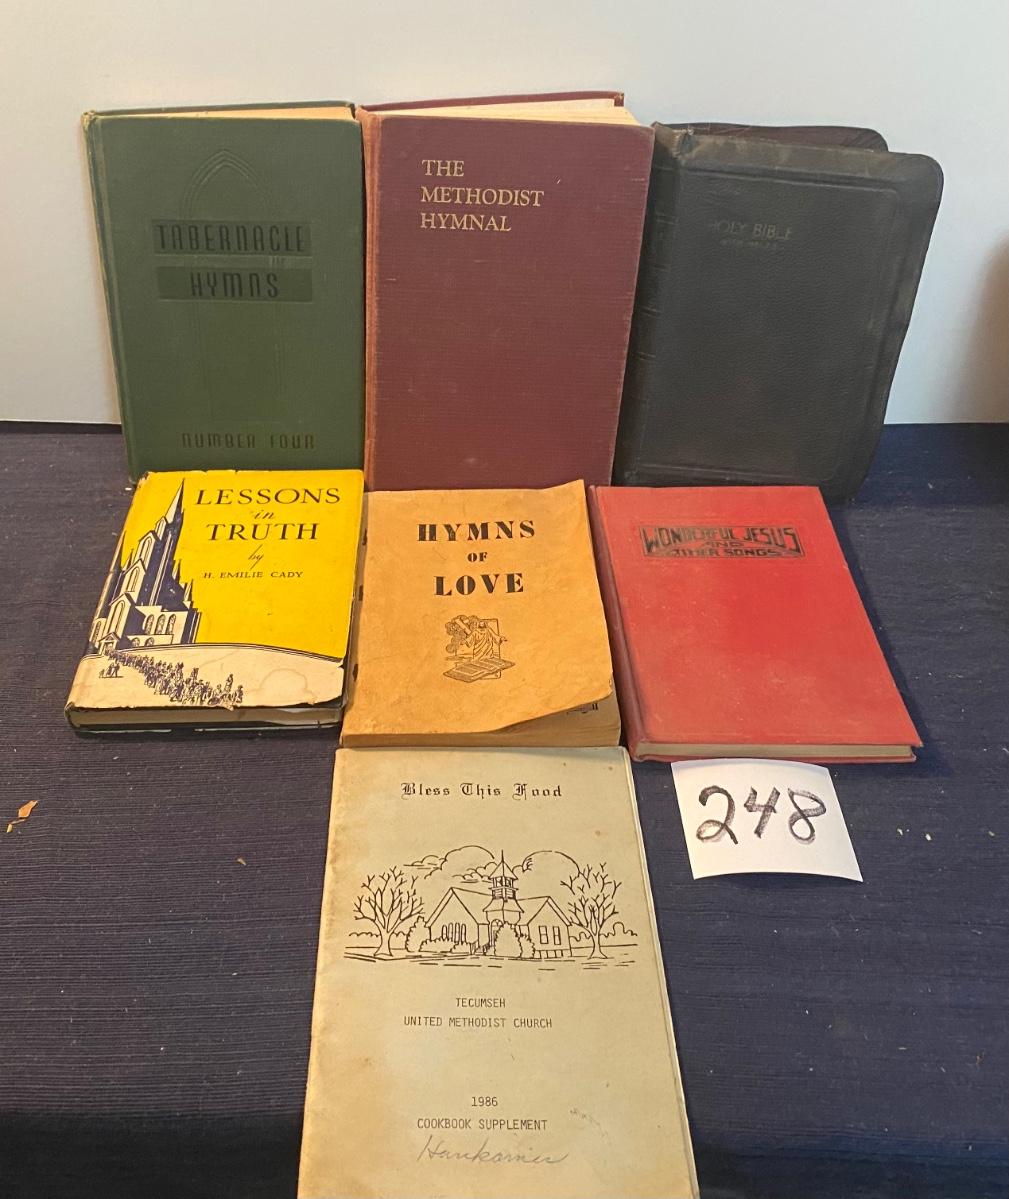 TABERNACLE
HYMNS
NUMBER FOUR
THE
METHODIST
HYMNAL
HOLY BIBLE
LESSONS
in
TRUTH
by
H. EMILIE CADY
HYMNS
OF
LOVE
WONDERFUL JESUS
AND
OTHER SONGS
248
Bless This Food
TECUMSEH
UNITED METHODIST CHURCH
1986
COOKBOOK SUPPLEMENT